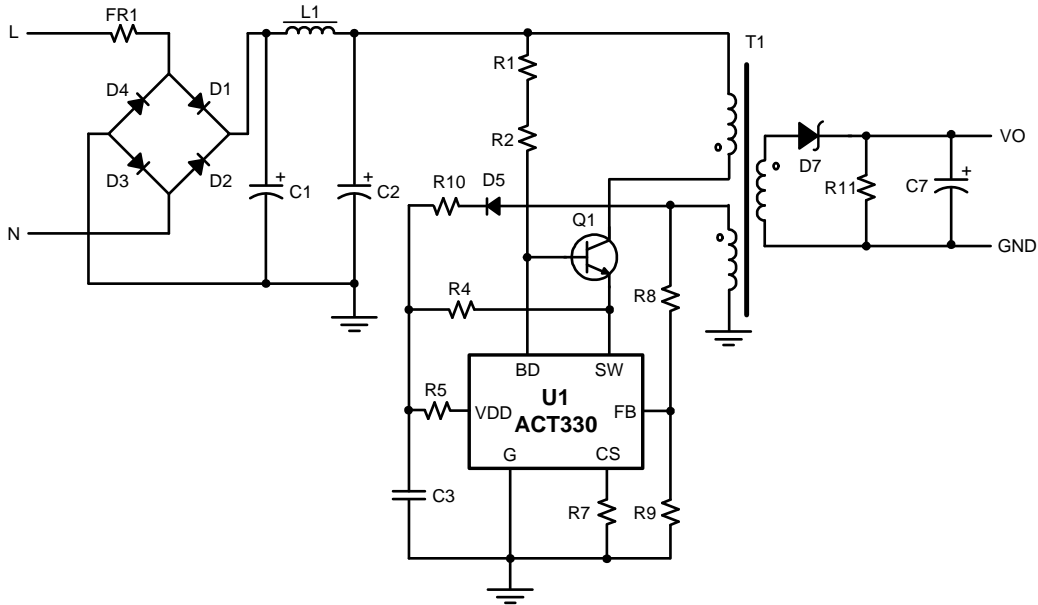 FR1
L1
L
T1
R1
D4
D1
R2
VO
D7
D3
D2
C1
C2
R10
D5
R11
C7
Q1
N
GND
R4
R8
BD
SW
R5
VDD
U1
ACT330
FB
G
CS
C3
R7
R9
+
+
+